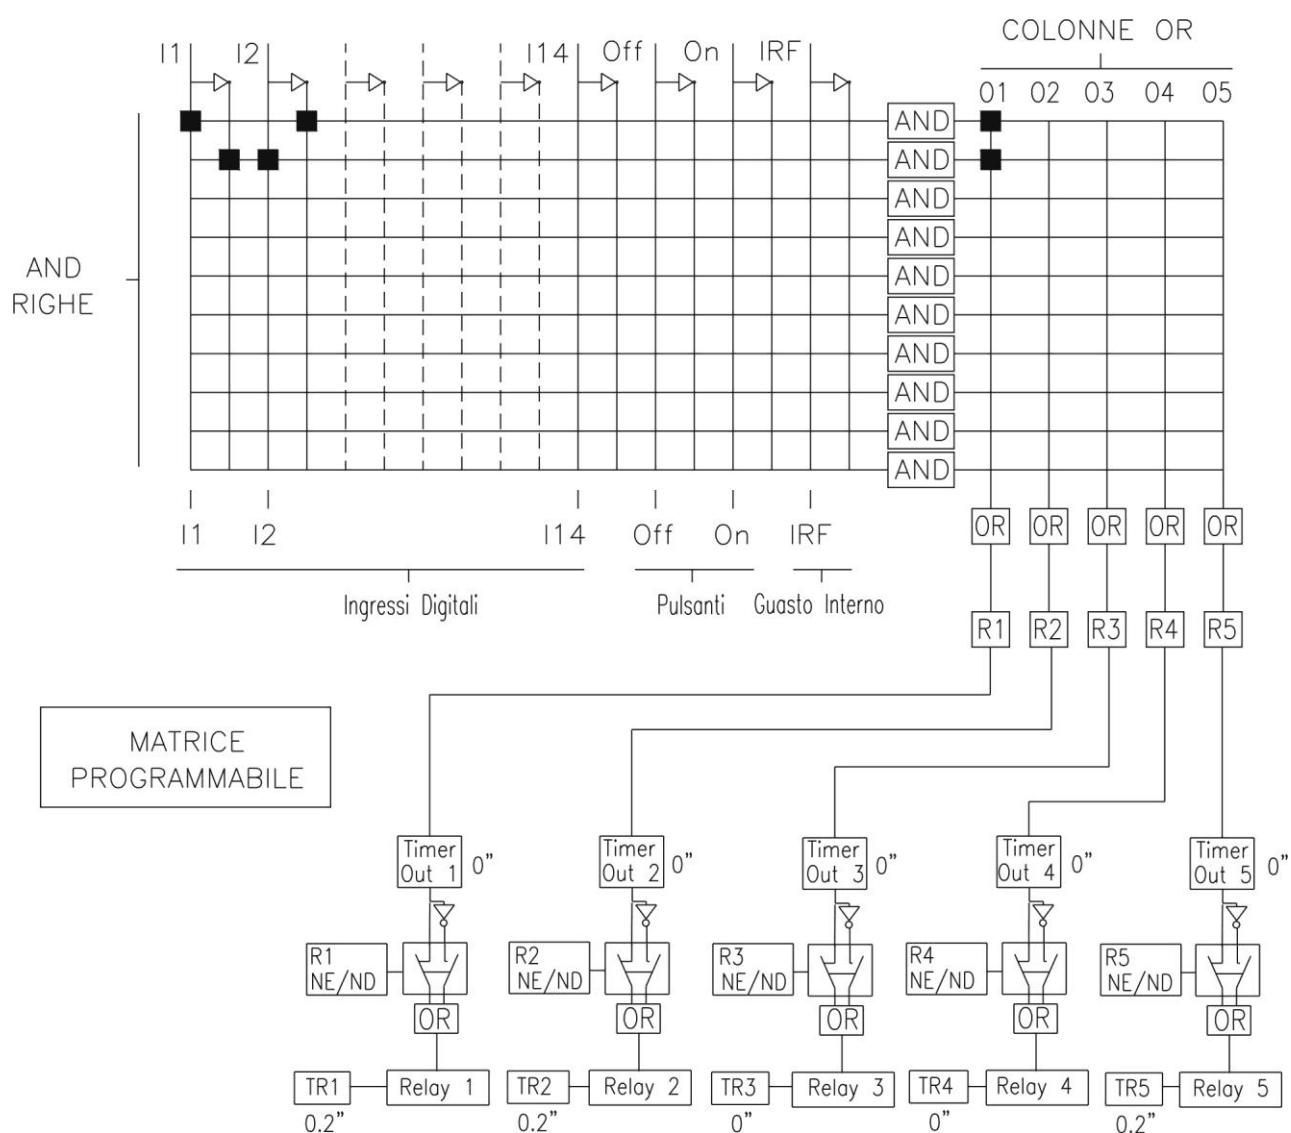 COLONNE OR
I1 I2 I14 Off On IRF
O1 O2 O3 O4 O5
AND
AND
AND
AND
AND
RIGHE
AND
AND
AND
AND
AND
AND
I1 I2 I14 Off On IRF
OR OR OR OR OR
Ingressi Digitali Pulsanti Guasto Interno
R1 R2 R3 R4 R5
MATRICE
PROGRAMMABILE
Timer Out 1 0" Timer Out 2 0" Timer Out 3 0" Timer Out 4 0" Timer Out 5 0"
R1 NE/ND R2 NE/ND R3 NE/ND R4 NE/ND R5 NE/ND
OR OR OR OR OR
TR1 Relay 1 TR2 Relay 2 TR3 Relay 3 TR4 Relay 4 TR5 Relay 5
0.2" 0.2" 0" 0" 0.2"